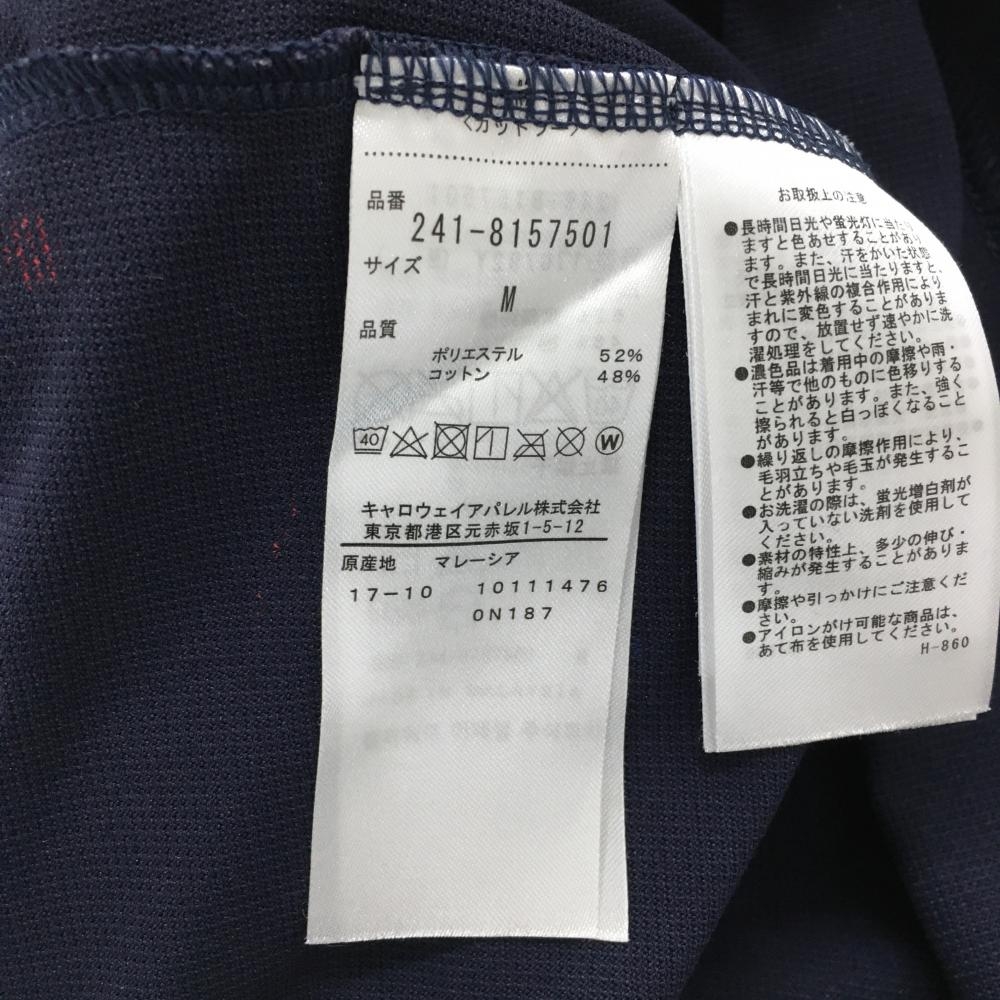 〈カットソー〉
品番
241-8157501
サイズ
M
品質
ポリエステル 52%
コットン 48%
40
W
キャロウェイアパレル株式会社
東京都港区元赤坂1-5-12
原産地 マレーシア
17-10 10111476
0N187
お取扱上の注意
●長時間日光や蛍光灯に当たり
ますと色あせすることがあり
ます。また、汗をかいた状態
で長時間日光に当たりますと、
汗と紫外線の複合作用により
まれに変色することがありま
すので、放置せず速やかに洗
濯処理をしてください。
●濃色品は着用中の摩擦や雨・
汗等で他のものに色移りする
ことがあります。また、強く
擦られると白っぽくなること
があります。
●繰り返しの摩擦作用により、
毛羽立ちや毛玉が発生するこ
とがあります。
●お洗濯の際は、蛍光増白剤が
入っていない洗剤を使用して
ください。
●素材の特性上、多少の伸び・
縮みが発生することがありま
す。
●摩擦や引っかけにご注意くだ
さい。
●アイロンがけ可能な商品は、
あて布を使用してください。
H-860